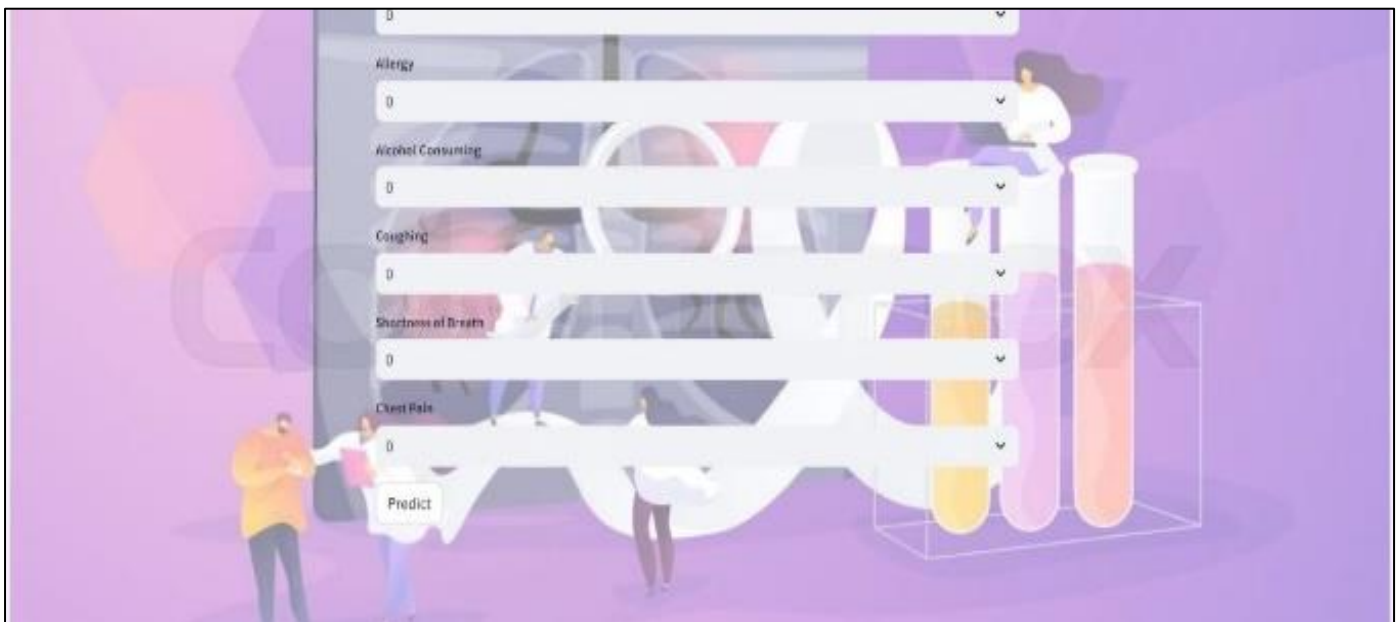 0
Allergy
0
Alcohol Consuming
0
Coughing
0
Shortness of Breath
0
Chest Pain
0
Predict